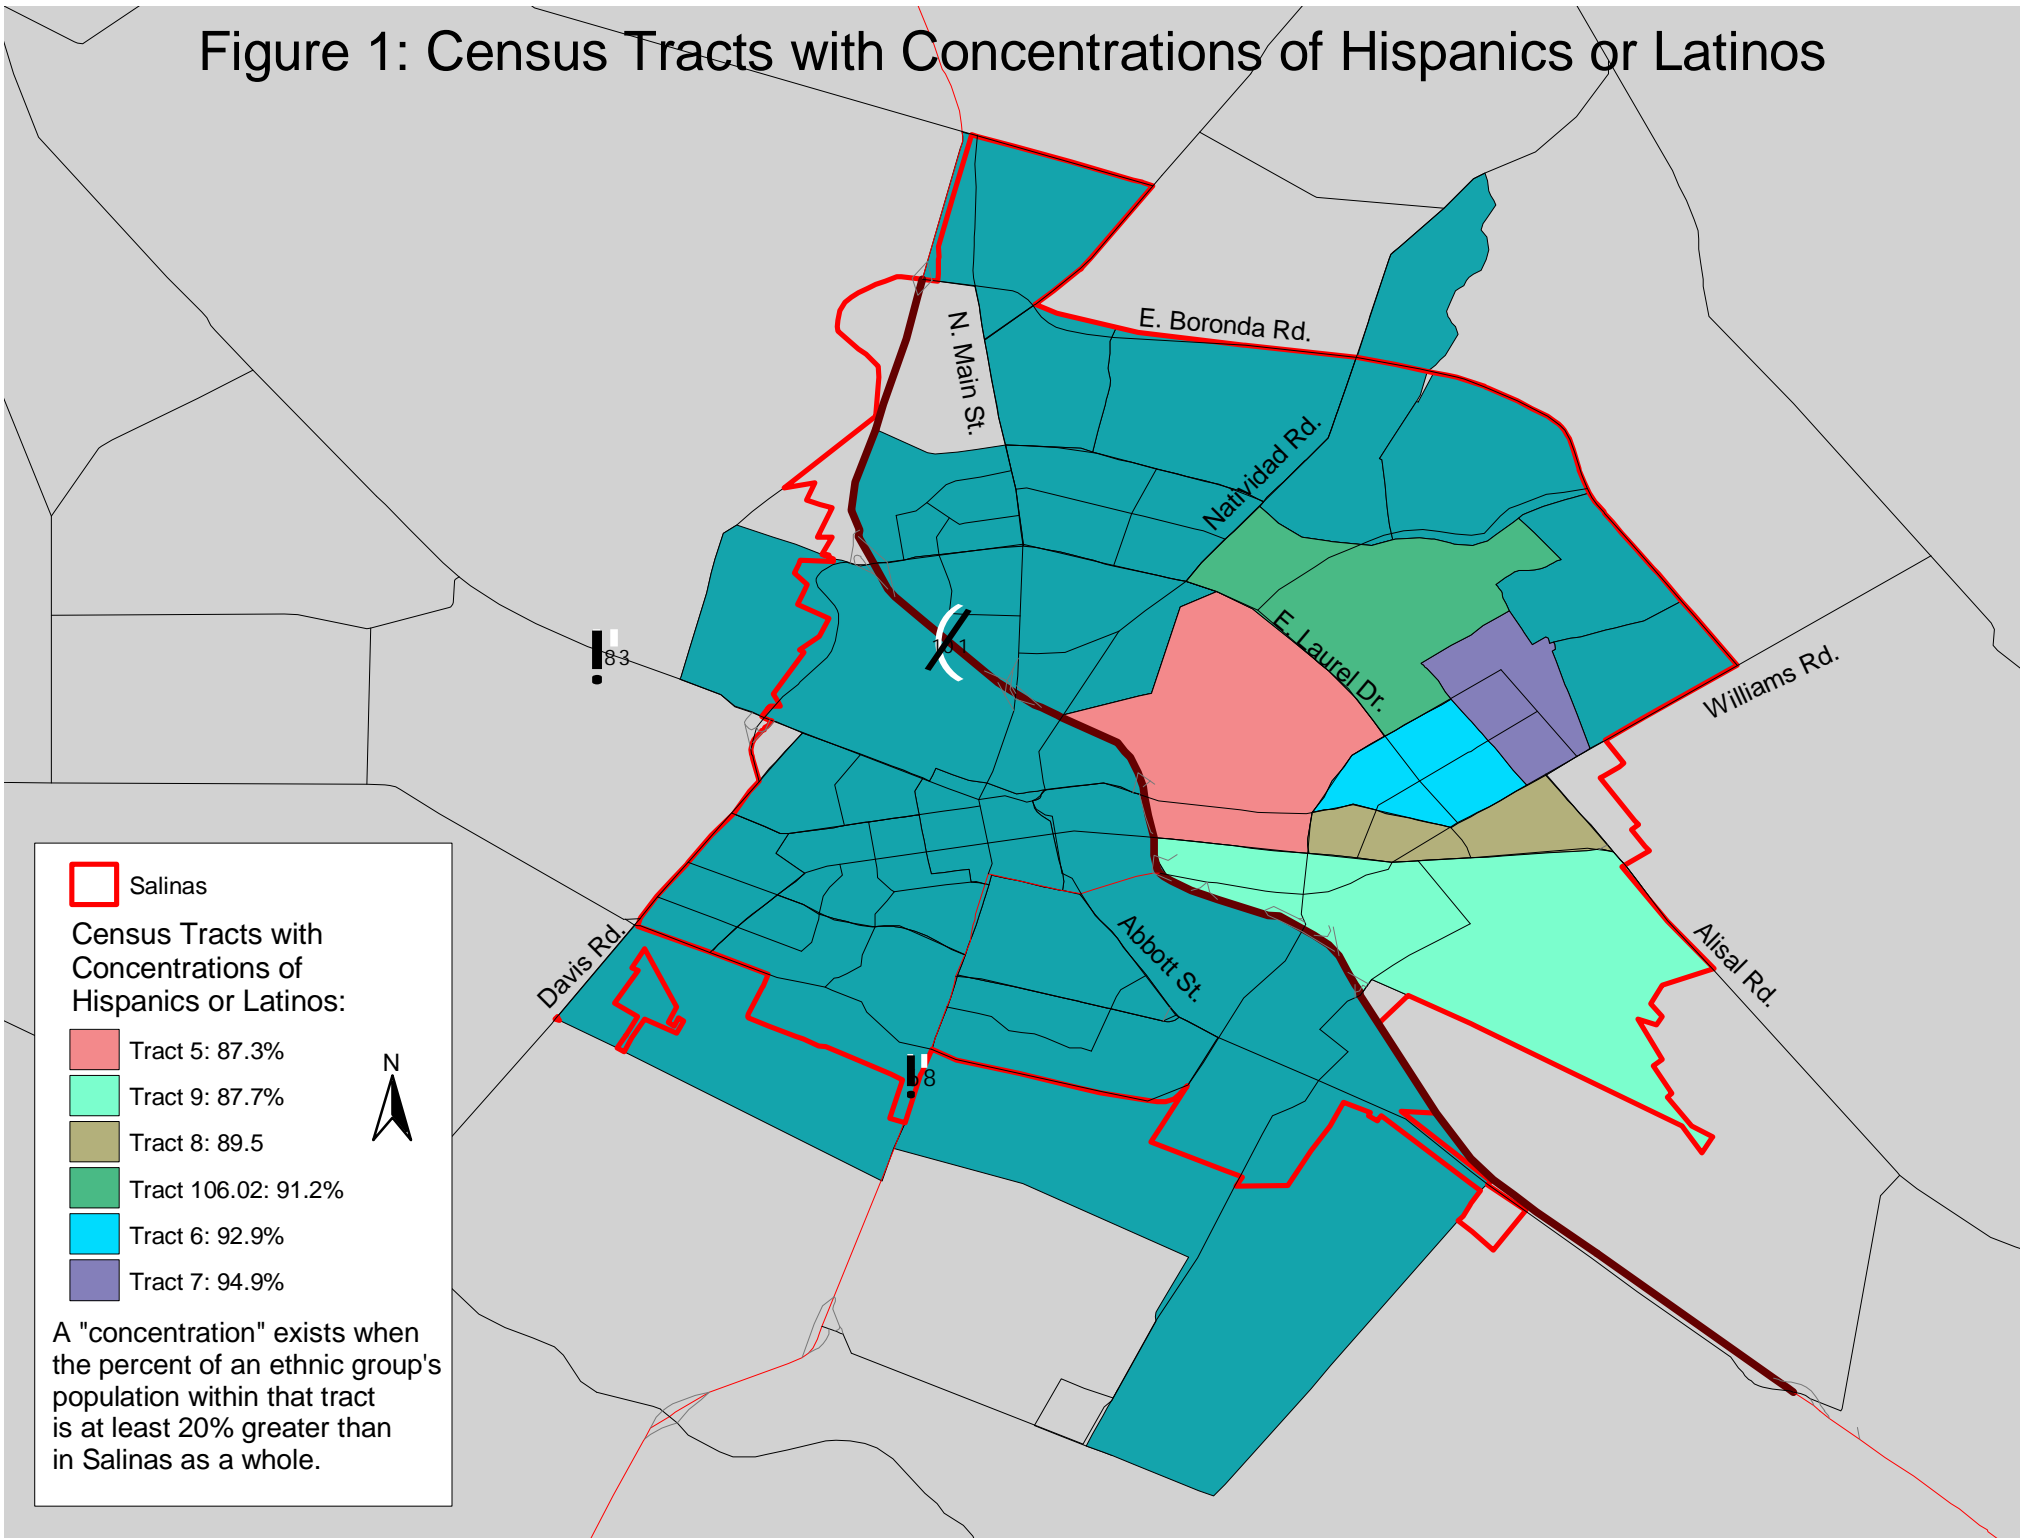 Figure 1: Census Tracts with Concentrations of Hispanics or Latinos
E. Boronda Rd.
N. Main St.
Natividad Rd.
E. Laurel Dr.
Williams Rd.
83
101
Salinas
Census Tracts with
Concentrations of
Hispanics or Latinos:
Tract 5: 87.3%
Tract 9: 87.7%
Tract 8: 89.5
Tract 106.02: 91.2%
Tract 6: 92.9%
Tract 7: 94.9%
N
A "concentration" exists when
the percent of an ethnic group's
population within that tract
is at least 20% greater than
in Salinas as a whole.
Davis Rd.
Abbott St.
Alisal Rd.